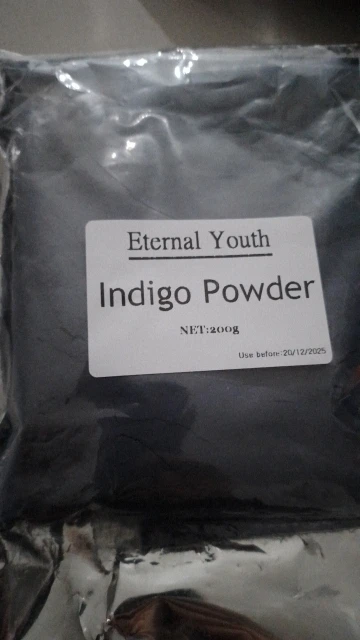 Eternal Youth
Indigo Powder
NET:200g
Use before:20/12/2025